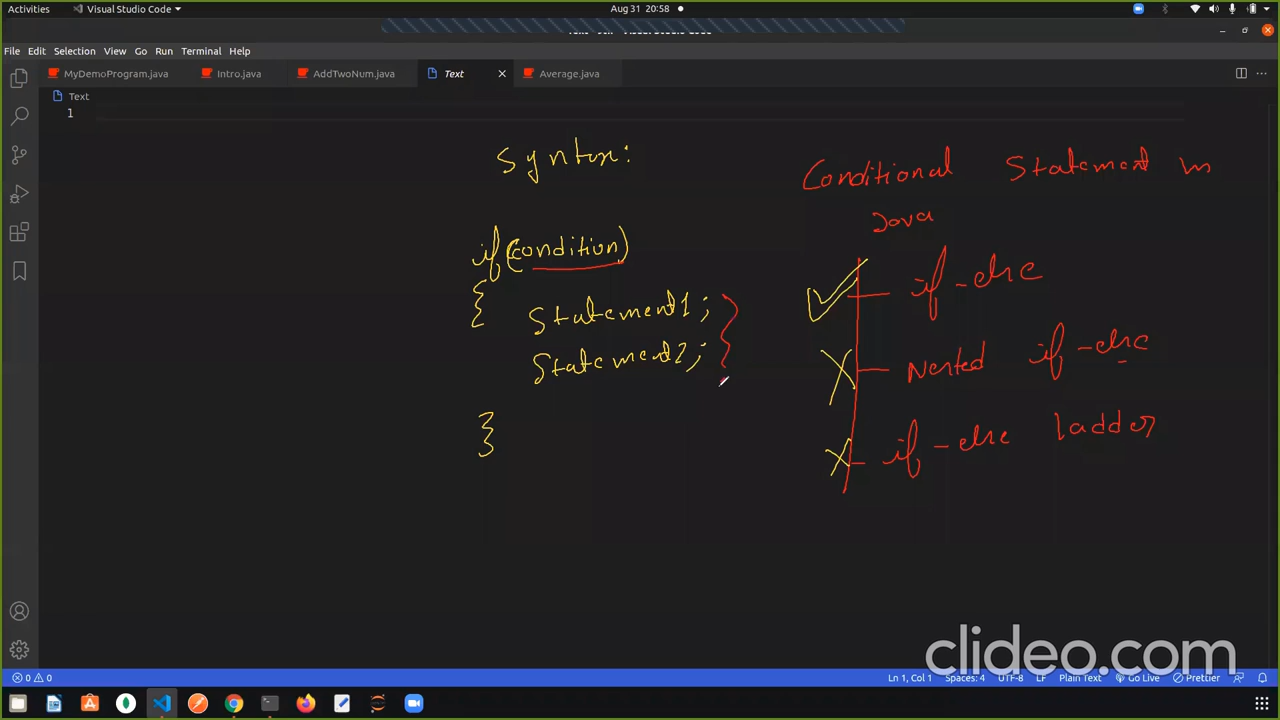 Activities
Visual Studio Code
Aug 31 20:58
File Edit Selection View Go Run Terminal Help
MyDemoProgram.java Intro.java AddTwoNum.java Text Average.java
Text
1
Syntax:
if(condition)
{
Statement1;
Statement2;
}
Conditional Statement in
Java
if-else
Nested if-else
if-else ladder
clideo.com
0 0
Ln 1, Col 1 Spaces: 4 UTF-8 LF Plain Text Go Live Prettier